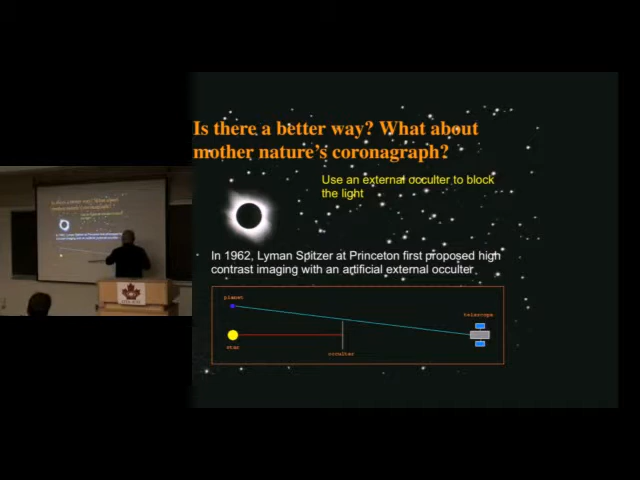 Is there a better way? What about
mother nature's coronagraph?
Use an external occulter to block
the light
In 1962, Lyman Spitzer at Princeton first proposed high
contrast imaging with an artificial external occulter
planet
telescope
star
occulter